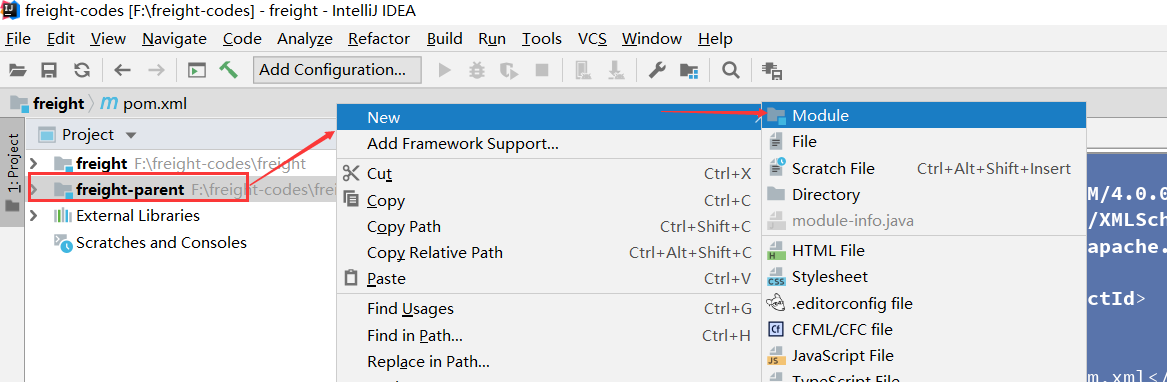 freight-codes [F:\freight-codes] - freight - IntelliJ IDEA
File Edit View Navigate Code Analyze Refactor Build Run Tools VCS Window Help
Add Configuration...
freight pom.xml
1: Project
Project
freight F:\freight-codes\freight
freight-parent F:\freight-codes\frei
External Libraries
Scratches and Consoles
New
Add Framework Support...
Cut Ctrl+X
Copy Ctrl+C
Copy Path Ctrl+Shift+C
Copy Relative Path Ctrl+Alt+Shift+C
Paste Ctrl+V
Find Usages Ctrl+G
Find in Path... Ctrl+H
Replace in Path...
Module
File
Scratch File Ctrl+Alt+Shift+Insert
Directory
module-info.java
HTML File
Stylesheet
.editorconfig file
CFML/CFC file
JavaScript File
TypeScript File
M/4.0.0
/XMLSch
apache.
ctId>
m.xml</